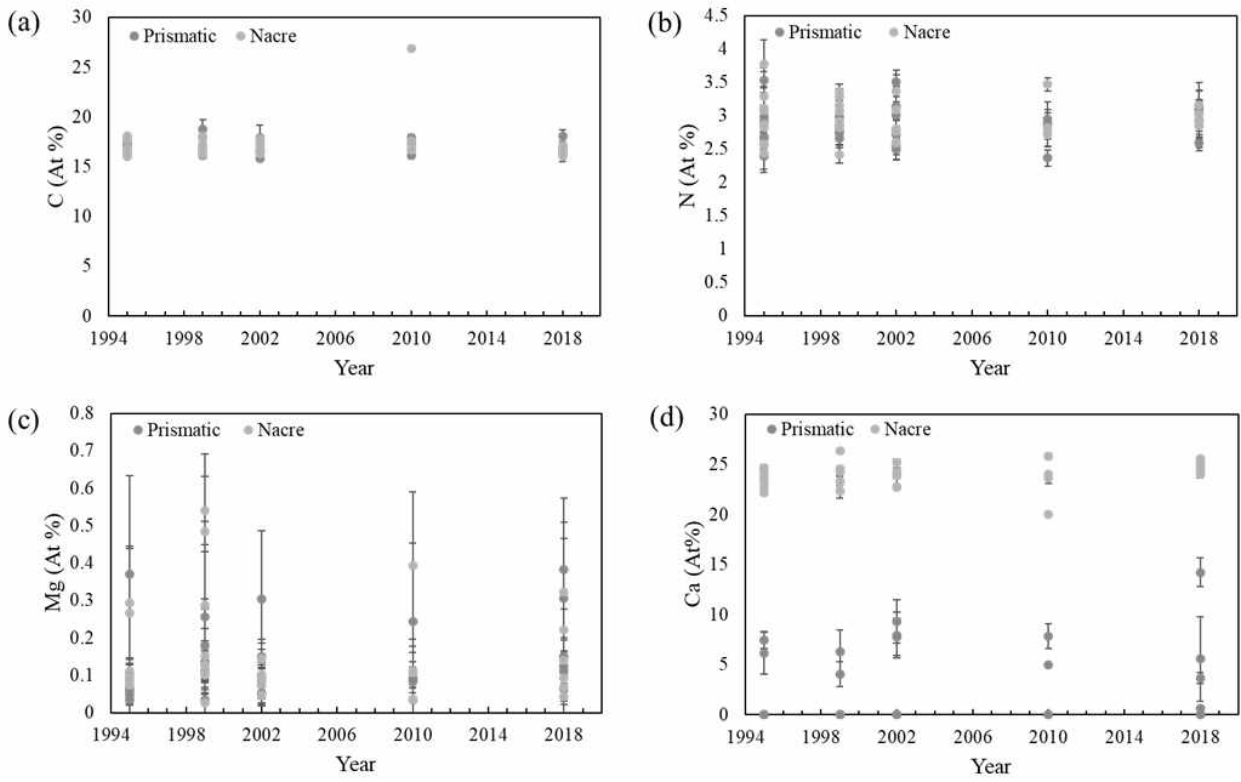 (a)
30
25
20
15
10
5
0
C (At %)
Prismatic Nacre
1994 1998 2002 2006 2010 2014 2018
Year
(b)
4.5
4
3.5
3
2.5
2
1.5
1
0.5
0
N (At %)
Prismatic Nacre
1994 1998 2002 2006 2010 2014 2018
Year
(c)
0.8
0.7
0.6
0.5
0.4
0.3
0.2
0.1
0
Mg (At %)
Prismatic Nacre
1994 1998 2002 2006 2010 2014 2018
Year
(d)
30
25
20
15
10
5
0
Ca (At%)
Prismatic Nacre
1994 1998 2002 2006 2010 2014 2018
Year